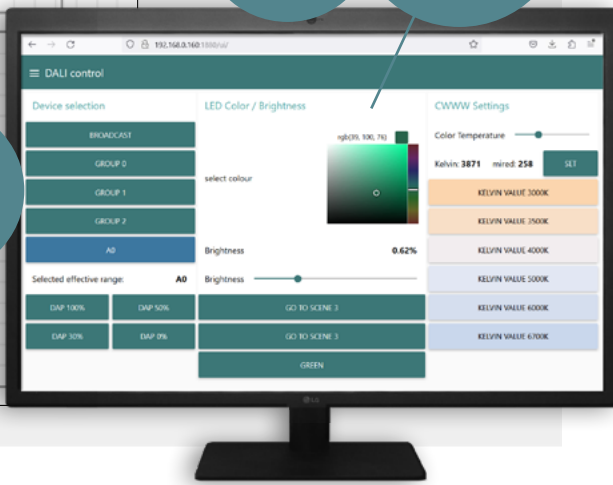 192.168.0.160:1880/ui/
DALI control
Device selection
BROADCAST
GROUP 0
GROUP 1
GROUP 2
A0
Selected effective range: A0
DAP 100% DAP 50%
DAP 30% DAP 0%
LED Color / Brightness
rgb(39, 100, 76)
select colour
Brightness 0.62%
Brightness
GO TO SCENE 3
GO TO SCENE 3
GREEN
CWWW Settings
Color Temperature
Kelvin: 3871 mired: 258 SET
KELVIN VALUE 3000K
KELVIN VALUE 3500K
KELVIN VALUE 4000K
KELVIN VALUE 5000K
KELVIN VALUE 6000K
KELVIN VALUE 6700K
LG